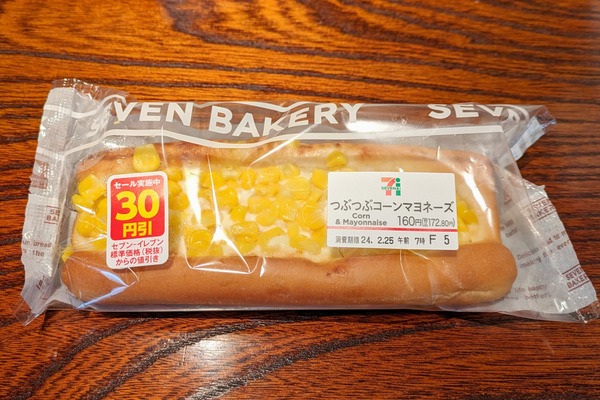 SEVEN BAKERY
SEVEN
セール実施中
30
円引
セブン-イレブン
標準価格(税抜)
からの値引き
7
ELEVEN
つぶつぶコーンマヨネーズ
Corn
& Mayonnaise
160円(税込172.80円)
消費期限 24. 2.25 午前 7時 F 5